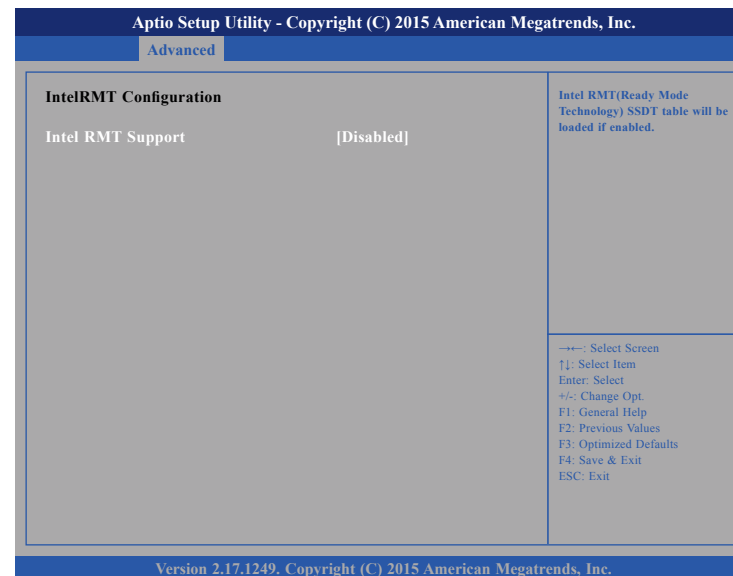 Aptio Setup Utility - Copyright (C) 2015 American Megatrends, Inc.
Advanced
IntelRMT Configuration
Intel RMT Support [Disabled]
Intel RMT(Ready Mode
Technology) SSDT table will be
loaded if enabled.
→←: Select Screen
↑↓: Select Item
Enter: Select
+/-: Change Opt.
F1: General Help
F2: Previous Values
F3: Optimized Defaults
F4: Save & Exit
ESC: Exit
Version 2.17.1249. Copyright (C) 2015 American Megatrends, Inc.